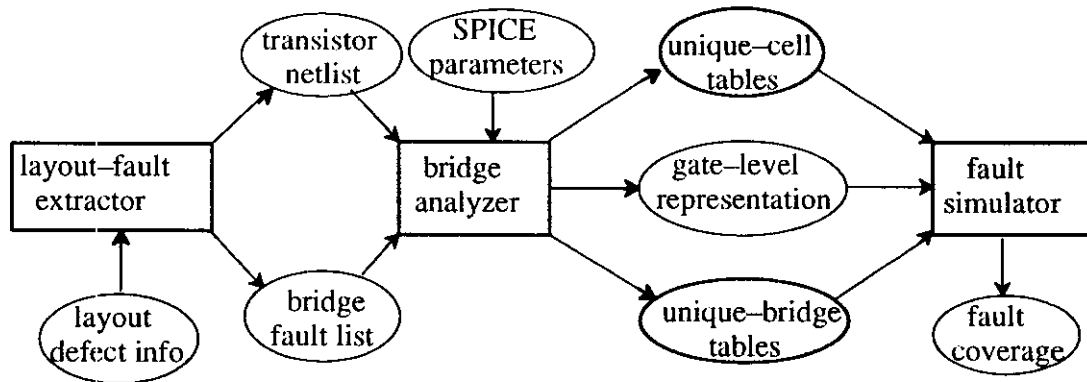 transistor
netlist
SPICE
parameters
unique–cell
tables
layout–fault
extractor
bridge
analyzer
gate–level
representation
fault
simulator
layout
defect info
bridge
fault list
unique–bridge
tables
fault
coverage